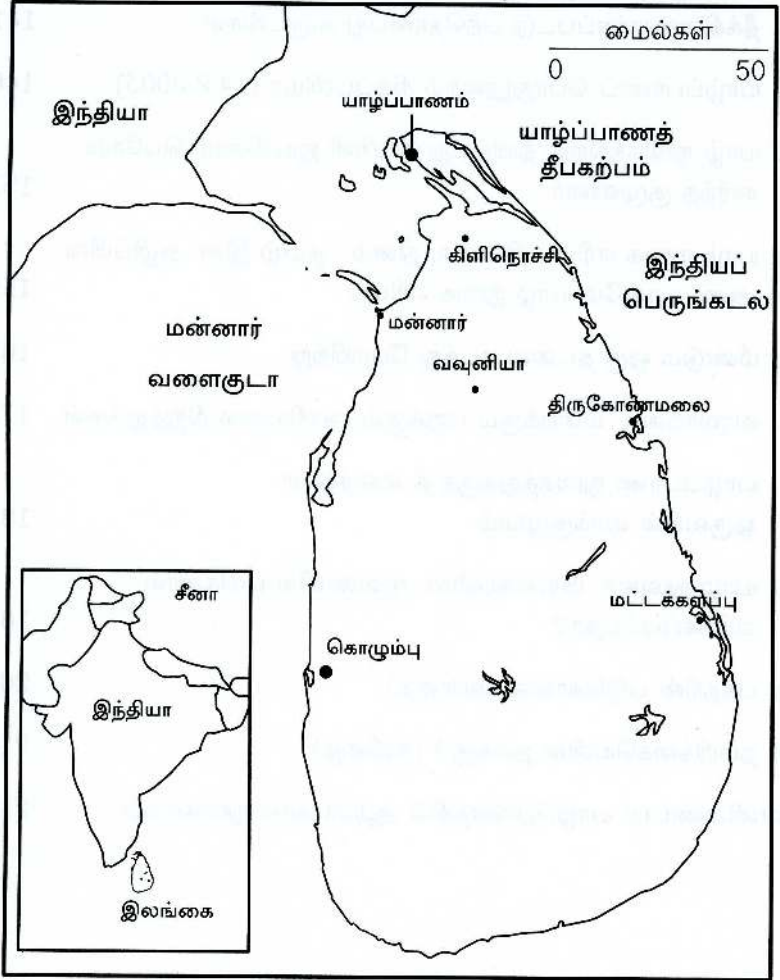 மைல்கள்
0 50
இந்தியா
யாழ்ப்பாணம்
யாழ்ப்பாணத்
தீபகற்பம்
கிளிநொச்சி
இந்தியப்
பெருங்கடல்
மன்னார்
மன்னார்
வளைகுடா
வவுனியா
திருகோணமலை
மட்டக்களப்பு
கொழும்பு
சீனா
இந்தியா
இலங்கை